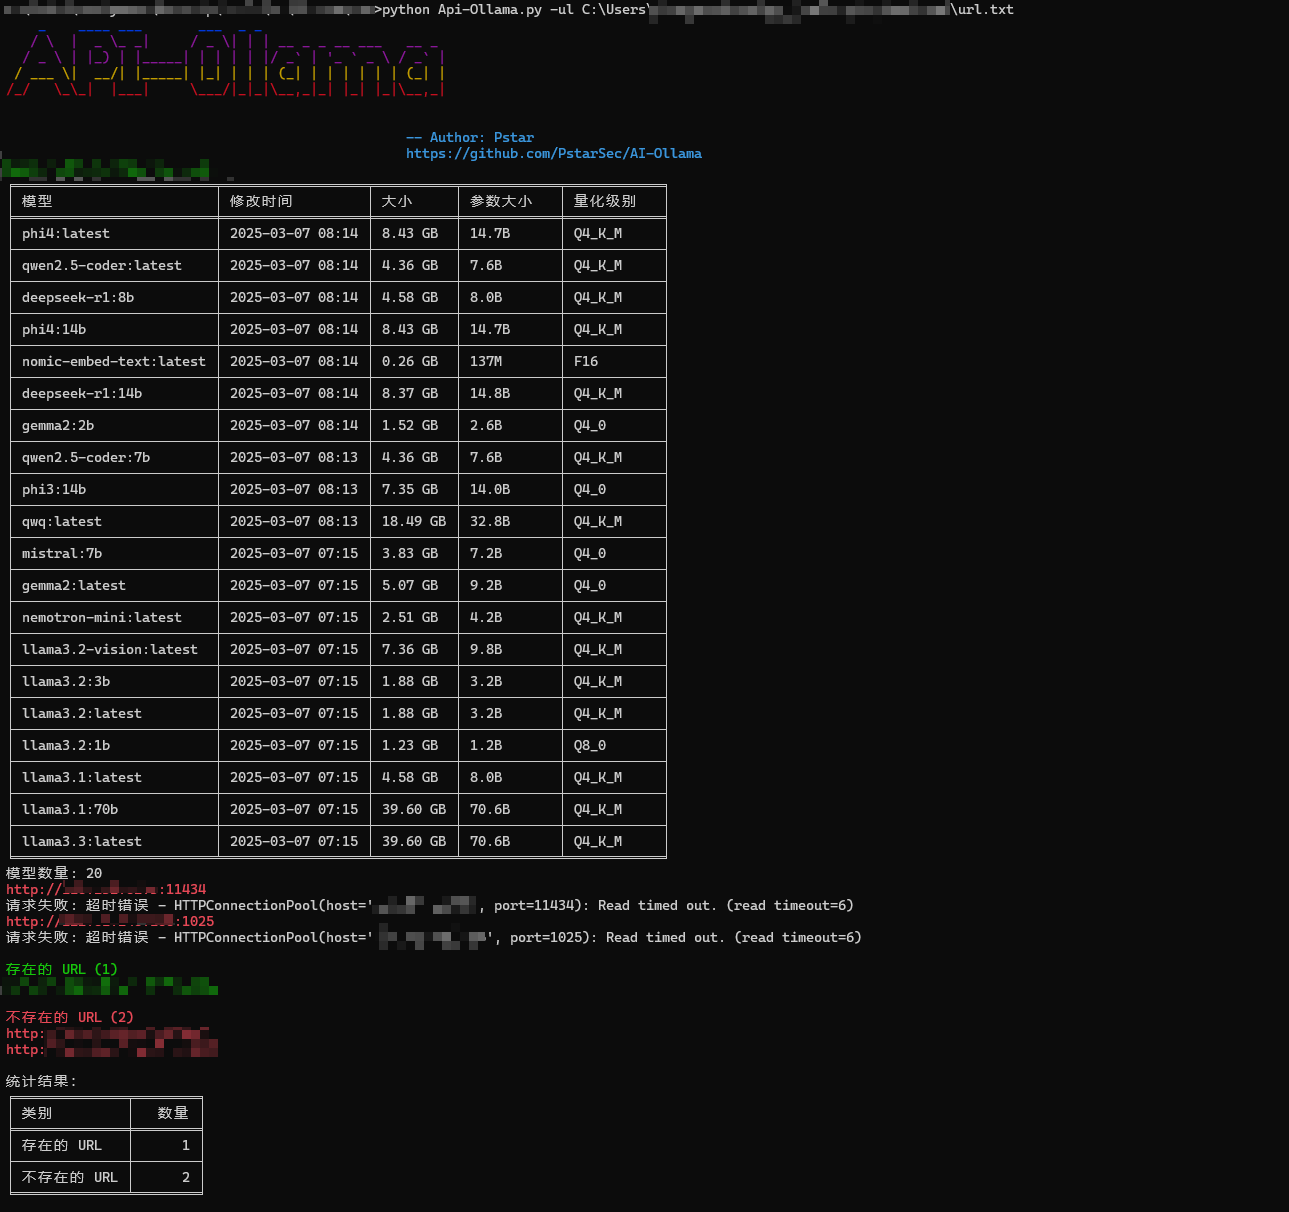 >python Api-Ollama.py -ul C:\Users\ \url.txt
API-Ollama
-- Author: Pstar
https://github.com/PstarSec/AI-Ollama
模型 修改时间 大小 参数大小 量化级别
phi4:latest 2025-03-07 08:14 8.43 GB 14.7B Q4_K_M
qwen2.5-coder:latest 2025-03-07 08:14 4.36 GB 7.6B Q4_K_M
deepseek-r1:8b 2025-03-07 08:14 4.58 GB 8.0B Q4_K_M
phi4:14b 2025-03-07 08:14 8.43 GB 14.7B Q4_K_M
nomic-embed-text:latest 2025-03-07 08:14 0.26 GB 137M F16
deepseek-r1:14b 2025-03-07 08:14 8.37 GB 14.8B Q4_K_M
gemma2:2b 2025-03-07 08:14 1.52 GB 2.6B Q4_0
qwen2.5-coder:7b 2025-03-07 08:13 4.36 GB 7.6B Q4_K_M
phi3:14b 2025-03-07 08:13 7.35 GB 14.0B Q4_0
qwq:latest 2025-03-07 08:13 18.49 GB 32.8B Q4_K_M
mistral:7b 2025-03-07 07:15 3.83 GB 7.2B Q4_0
gemma2:latest 2025-03-07 07:15 5.07 GB 9.2B Q4_0
nemotron-mini:latest 2025-03-07 07:15 2.51 GB 4.2B Q4_K_M
llama3.2-vision:latest 2025-03-07 07:15 7.36 GB 9.8B Q4_K_M
llama3.2:3b 2025-03-07 07:15 1.88 GB 3.2B Q4_K_M
llama3.2:latest 2025-03-07 07:15 1.88 GB 3.2B Q4_K_M
llama3.2:1b 2025-03-07 07:15 1.23 GB 1.2B Q8_0
llama3.1:latest 2025-03-07 07:15 4.58 GB 8.0B Q4_K_M
llama3.1:70b 2025-03-07 07:15 39.60 GB 70.6B Q4_K_M
llama3.3:latest 2025-03-07 07:15 39.60 GB 70.6B Q4_K_M
模型数量: 20
http:// :11434
请求失败: 超时错误 - HTTPConnectionPool(host=' , port=11434): Read timed out. (read timeout=6)
http:// :1025
请求失败: 超时错误 - HTTPConnectionPool(host=' ', port=1025): Read timed out. (read timeout=6)
存在的 URL (1)
不存在的 URL (2)
http:
http:
统计结果:
类别 数量
存在的 URL 1
不存在的 URL 2